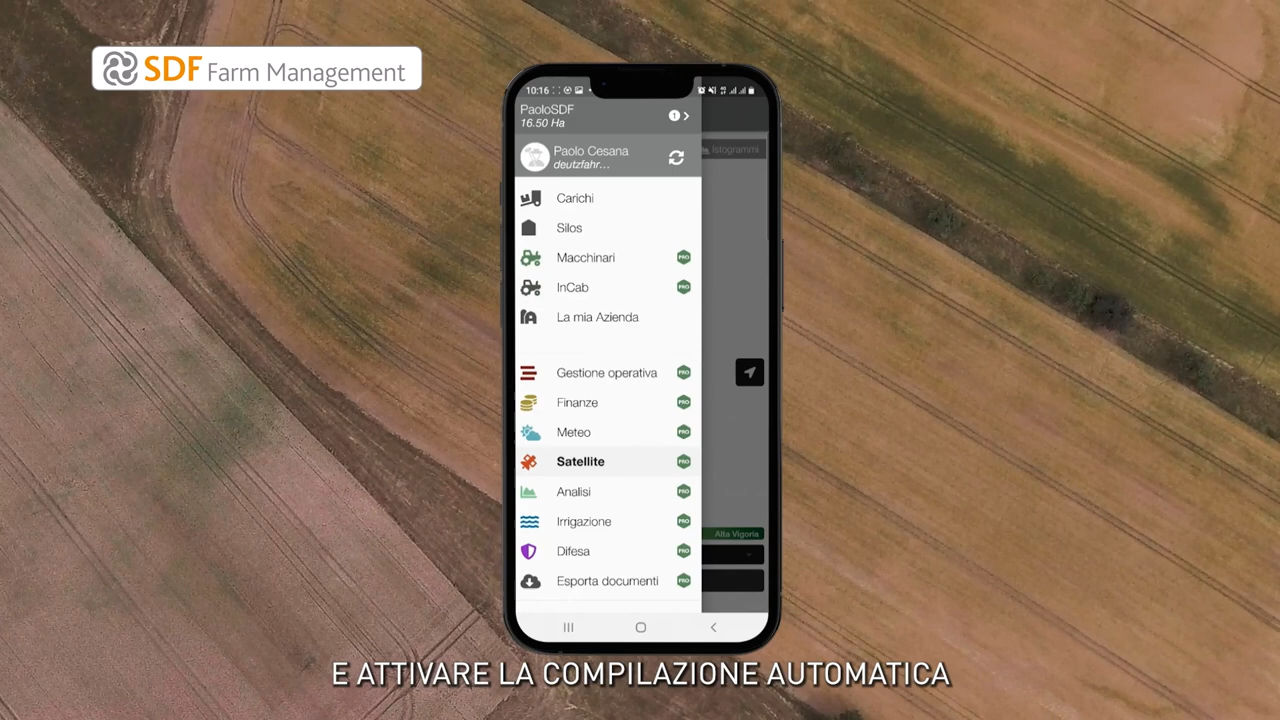 SDF Farm Management
10:16
PaoloSDF
16.50 Ha
1
Paolo Cesana
deutzfahr...
Istogrammi
Carichi
Silos
Macchinari PRO
InCab PRO
La mia Azienda
Gestione operativa PRO
Finanze PRO
Meteo PRO
Satellite PRO
Analisi PRO
Irrigazione PRO
Alta Vigoria
Difesa PRO
Esporta documenti PRO
E ATTIVARE LA COMPILAZIONE AUTOMATICA